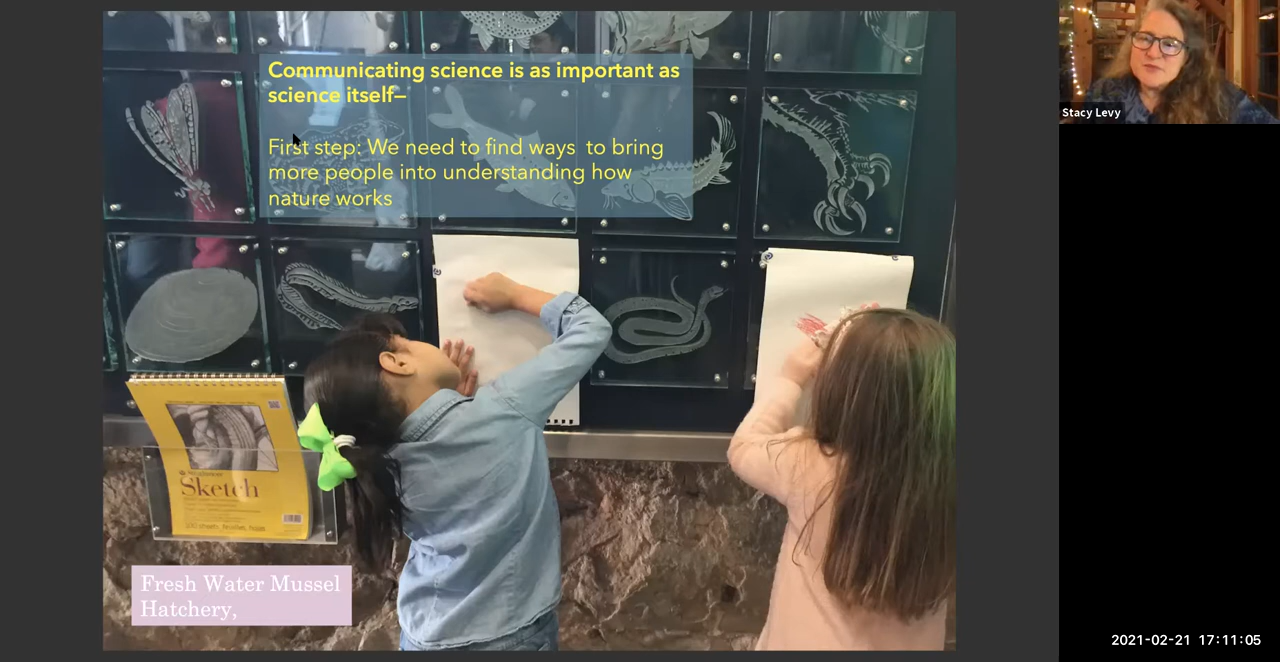 Communicating science is as important as
science itself—
First step: We need to find ways to bring
more people into understanding how
nature works
Sketch
Fresh Water Mussel
Hatchery,
Stacy Levy
2021-02-21 17:11:05